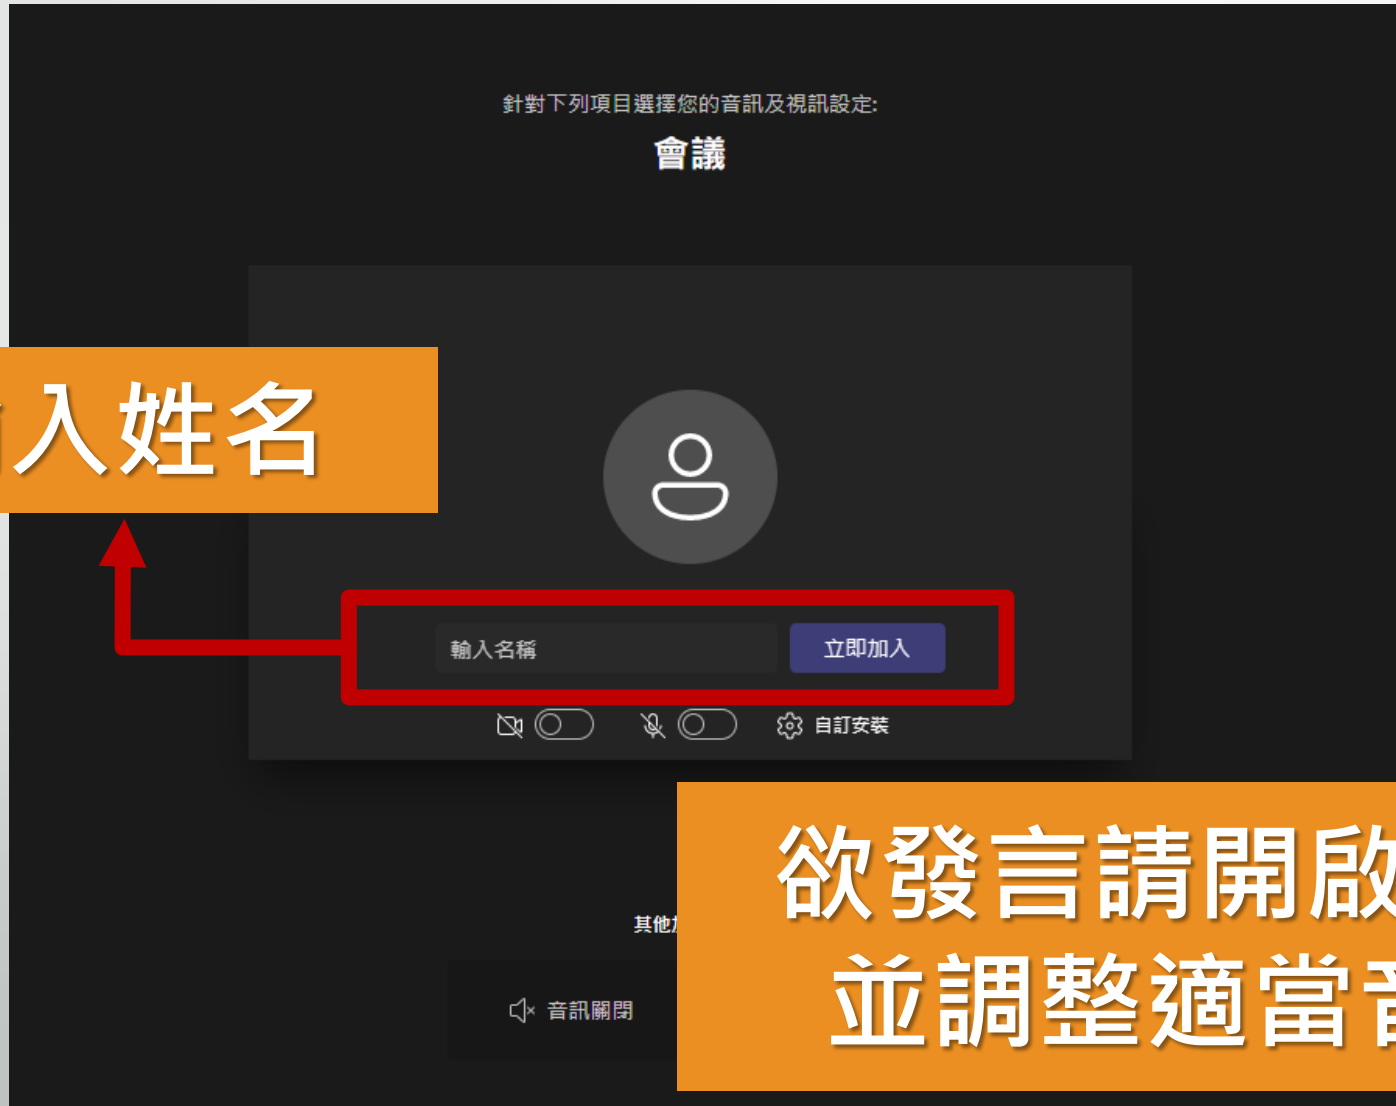 針對下列項目選擇您的音訊及視訊設定:
會議
入姓名
輸入名稱
立即加入
自訂安裝
欲發言請開啟
並調整適當
其他
音訊關閉